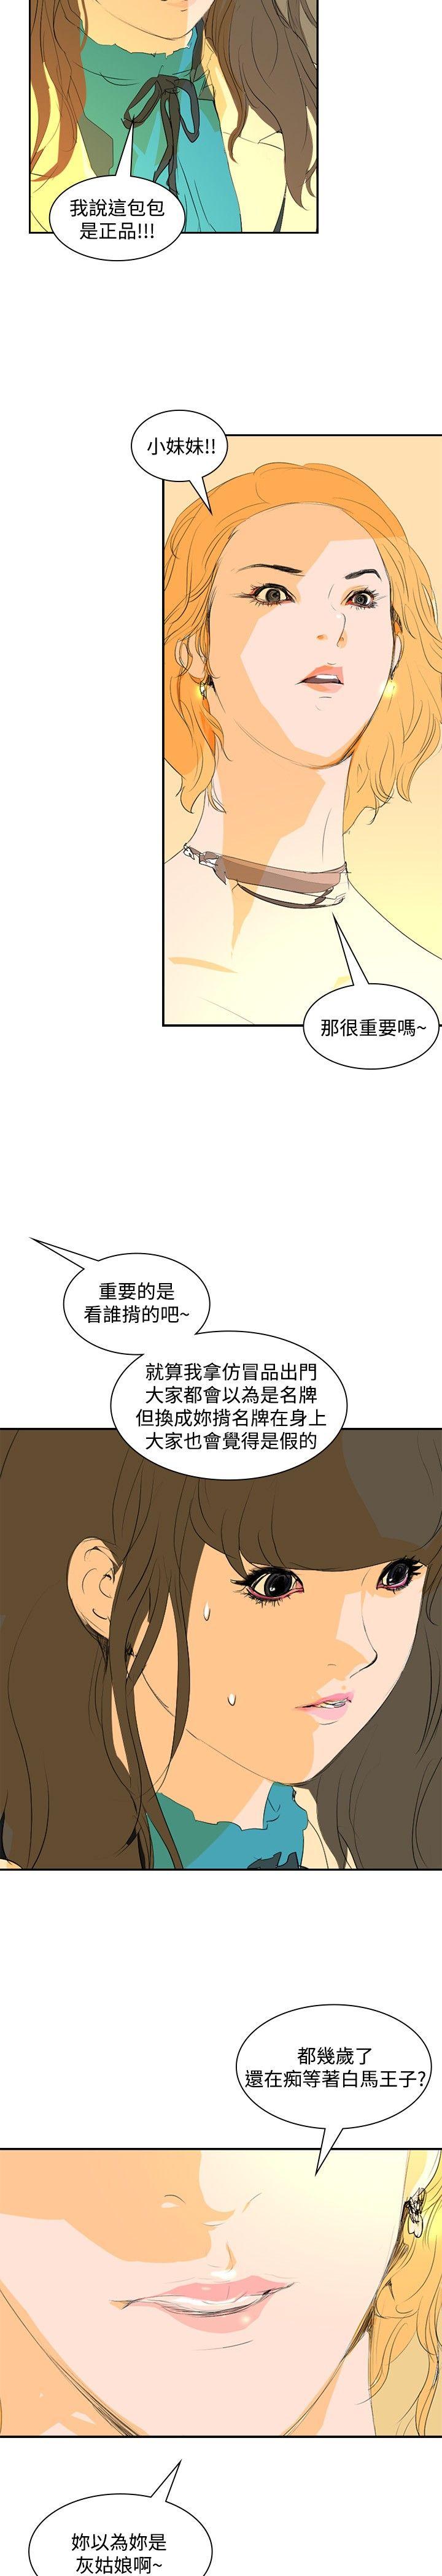 我說這包包
是正品!!!
小妹妹!!
那很重要嗎~
重要的是
看誰揹的吧~
就算我拿仿冒品出門
大家都會以為是名牌
但換成妳揹名牌在身上
大家也會覺得是假的
都幾歲了
還在痴等著白馬王子?
妳以為妳是
灰姑娘啊~